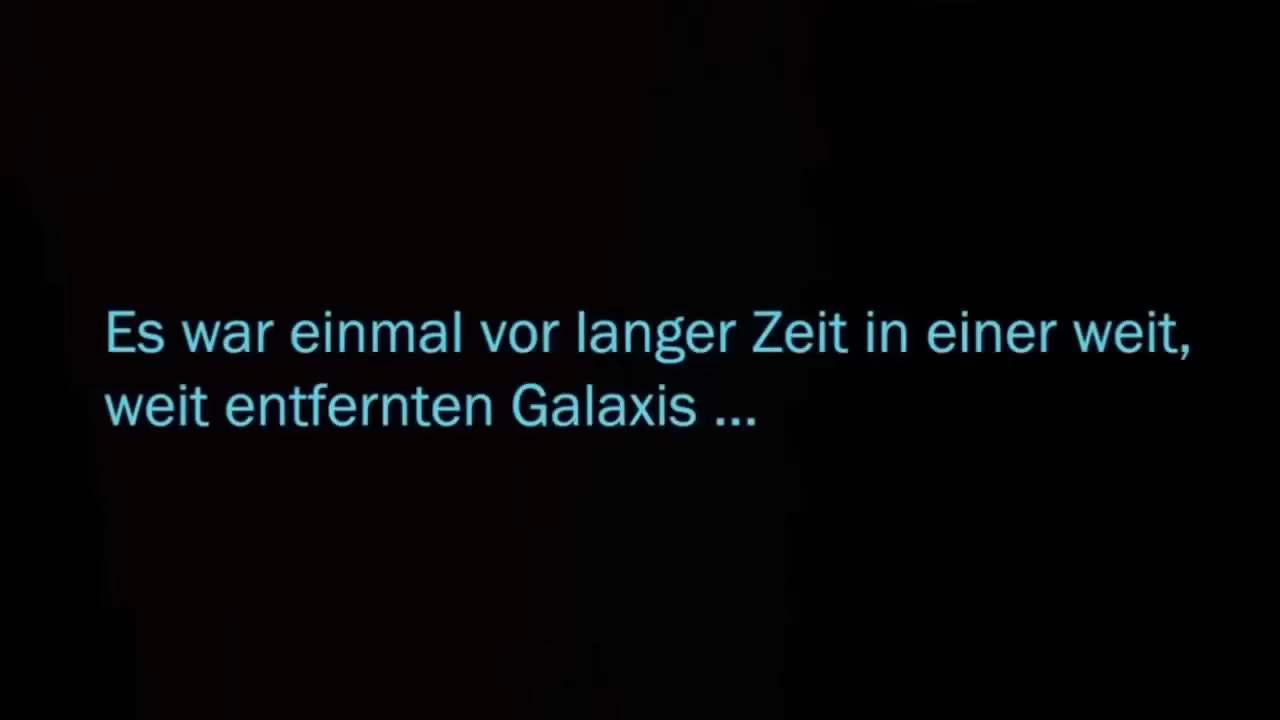 Es war einmal vor langer Zeit in einer weit,
weit entfernten Galaxis ...